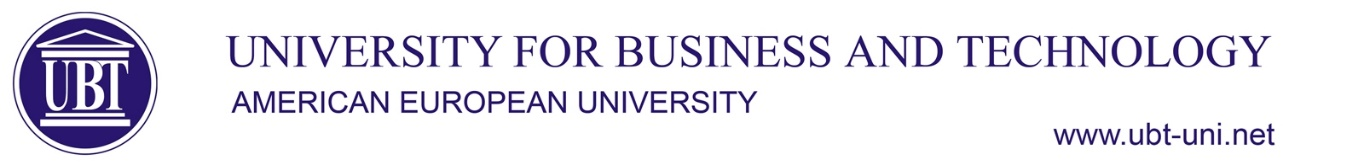 UBT
UNIVERSITY FOR BUSINESS AND TECHNOLOGY
AMERICAN EUROPEAN UNIVERSITY
www.ubt-uni.net